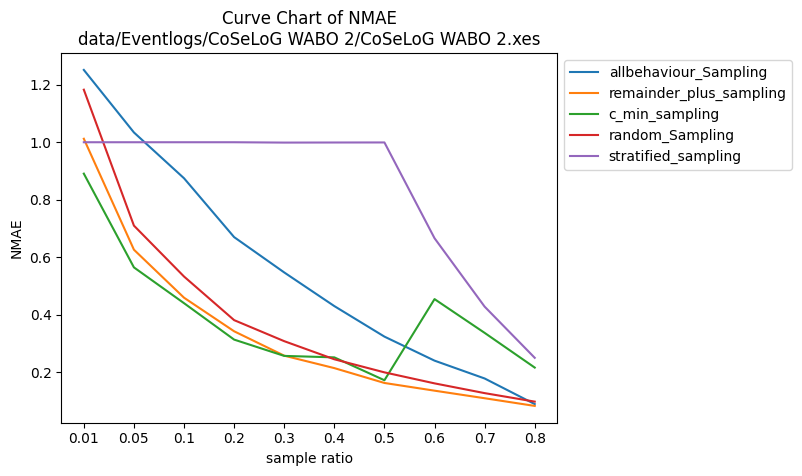 Curve Chart of NMAE
data/Eventlogs/CoSeLoG WABO 2/CoSeLoG WABO 2.xes
allbehaviour_Sampling
remainder_plus_sampling
c_min_sampling
random_Sampling
stratified_sampling
NMAE
1.2
1.0
0.8
0.6
0.4
0.2
0.01 0.05 0.1 0.2 0.3 0.4 0.5 0.6 0.7 0.8
sample ratio